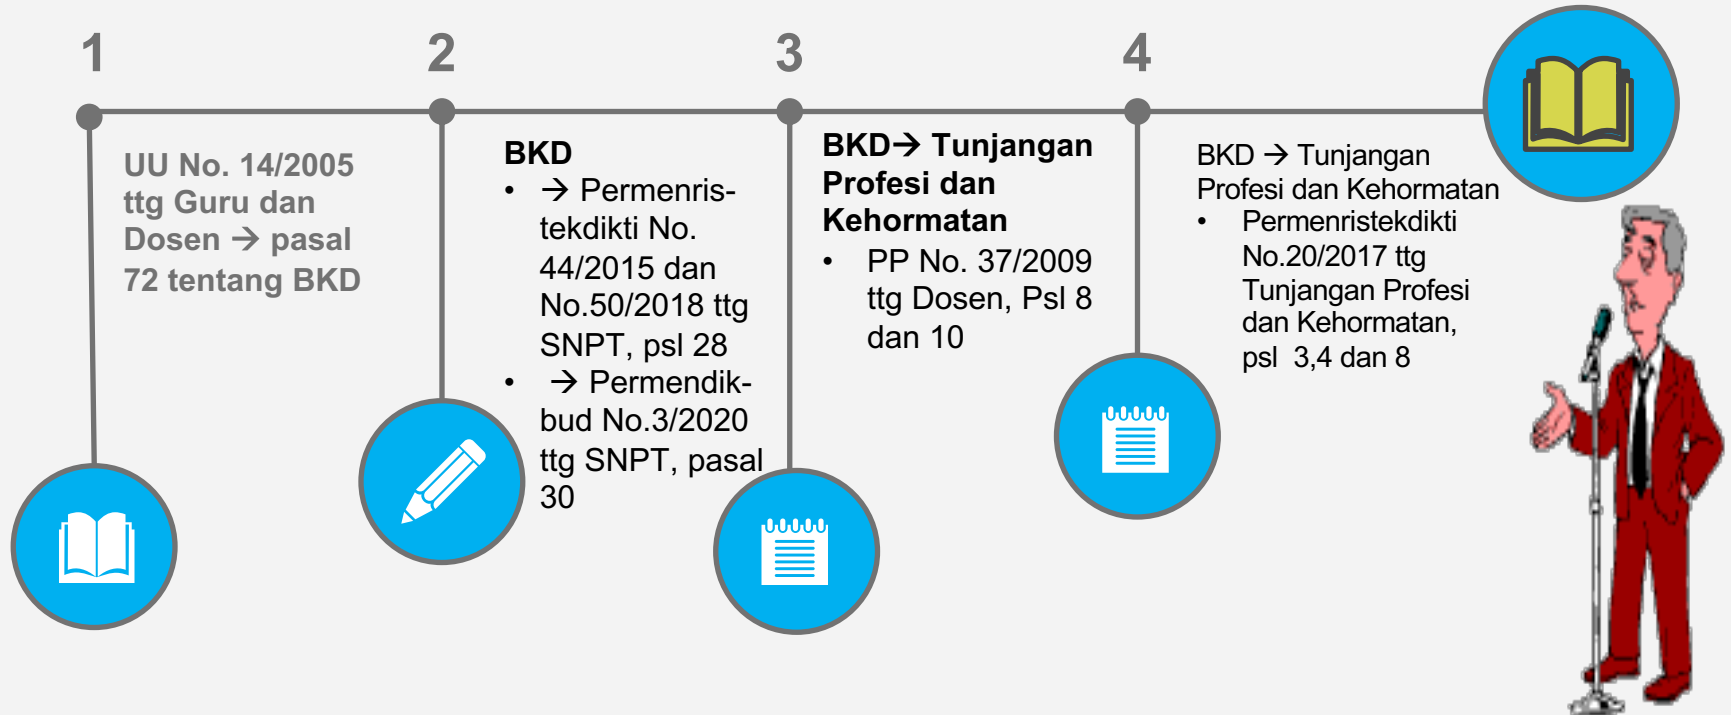 1
UU No. 14/2005
ttg Guru dan
Dosen → pasal
72 tentang BKD
2
BKD
• → Permenris-
tekdikti No.
44/2015 dan
No.50/2018 ttg
SNPT, psl 28
• → Permendik-
bud No.3/2020
ttg SNPT, pasal
30
3
BKD→ Tunjangan
Profesi dan
Kehormatan
• PP No. 37/2009
ttg Dosen, Psl 8
dan 10
4
BKD → Tunjangan
Profesi dan Kehormatan
• Permenristekdikti
No.20/2017 ttg
Tunjangan Profesi
dan Kehormatan,
psl 3,4 dan 8